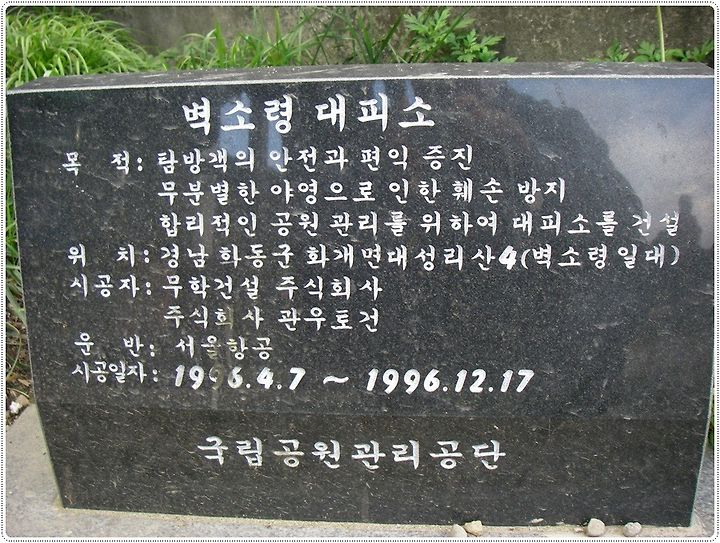 벽소령 대피소
목 적: 탐방객의 안전과 편익 증진
무분별한 야영으로 인한 훼손 방지
합리적인 공원 관리를 위하여 대피소를 건설
위 치: 경남 하동군 화개면 대성리 산4(벽소령일대)
시공자: 무학건설 주식회사
주식회사 관우토건
운 반: 서울항공
시공일자: 1996.4.7 ~ 1996.12.17
국립공원관리공단